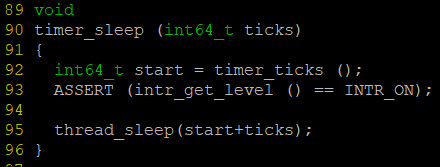 89 void
90 timer_sleep (int64_t ticks)
91 {
92   int64_t start = timer_ticks ();
93   ASSERT (intr_get_level () == INTR_ON);
94
95   thread_sleep(start+ticks);
96 }